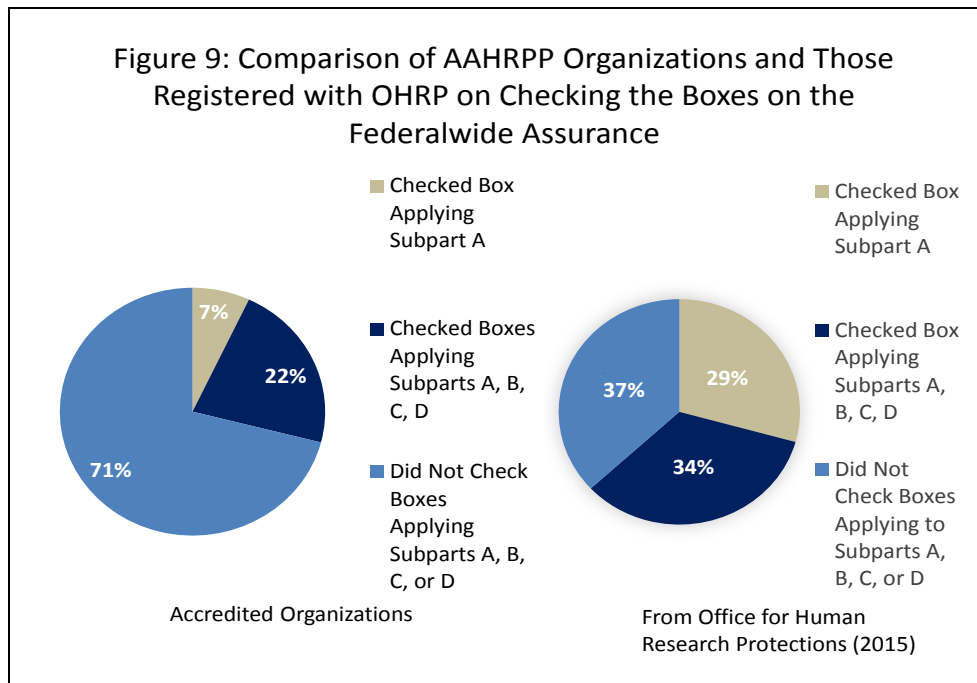 Figure 9: Comparison of AAHRPP Organizations and Those
Registered with OHRP on Checking the Boxes on the
Federalwide Assurance
Checked Box
Applying
Subpart A
7%
22%
71%
Checked Boxes
Applying
Subparts A, B,
C, D
Did Not Check
Boxes
Applying
Subparts A, B,
C, or D
Accredited Organizations
Checked Box
Applying
Subpart A
37%
29%
34%
Checked Box
Applying
Subparts A,
B, C, D
Did Not
Check Boxes
Applying to
Subparts A,
B, C, or D
From Office for Human
Research Protections (2015)